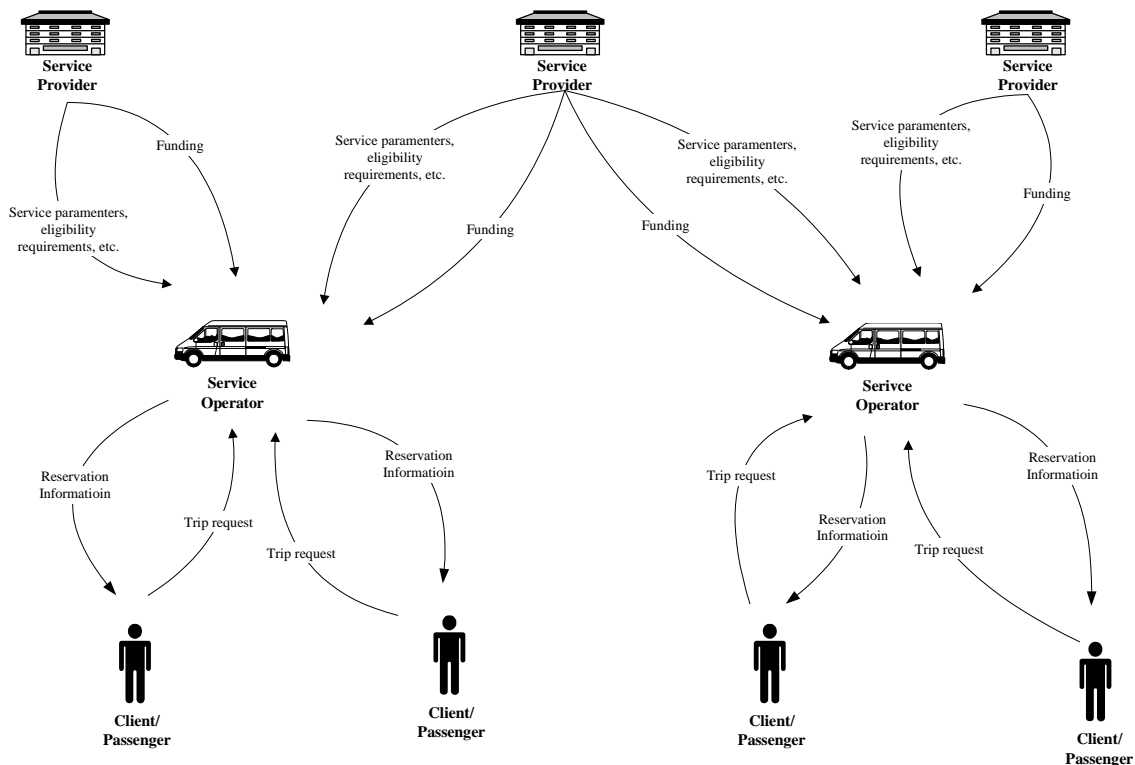 Service
Provider
Service
Provider
Service
Provider
Funding
Service paramenters,
eligibility
requirements, etc.
Service paramenters,
eligibility
requirements, etc.
Funding
Service paramenters,
eligibility
requirements, etc.
Funding
Service paramenters,
eligibility
requirements, etc.
Funding
Service
Operator
Serivce
Operator
Reservation
Informatioin
Trip request
Trip request
Reservation
Informatioin
Trip request
Reservation
Informatioin
Trip request
Reservation
Informatioin
Client/
Passenger
Client/
Passenger
Client/
Passenger
Client/
Passenger